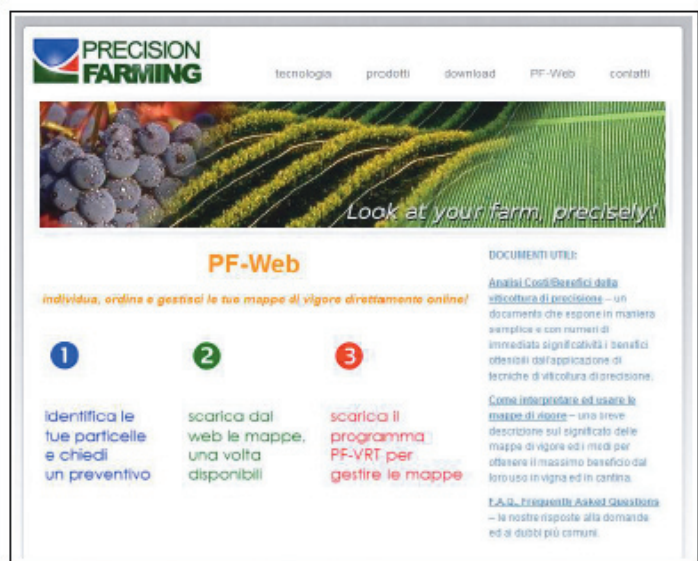 PRECISION
FARMING
tecnologia prodotti download PF-Web contatti
Look at your farm, precisely!
PF-Web
individua, ordina e gestisci le tue mappe di vigore direttamente online!
1
identifica le
tue particelle
e chiedi
un preventivo
2
scarica dal
web le mappe,
una volta
disponibili
3
scarica il
programma
PF-VRT per
gestire le mappe
DOCUMENTI UTILI:
Analisi Costi/Benefici della
viticoltura di precisione – un
documento che espone in maniera
semplice e con numeri di
immediata significatività i benefici
ottenibili dall'applicazione di
tecniche di viticoltura di precisione.
Come interpretare ed usare le
mappe di vigore – una breve
descrizione sul significato delle
mappe di vigore ed i modi per
ottenere il massimo beneficio dal
loro uso in vigna ed in cantina.
F.A.Q., Frequently Asked Questions
– le nostre risposte alla domande
ed ai dubbi più comuni.